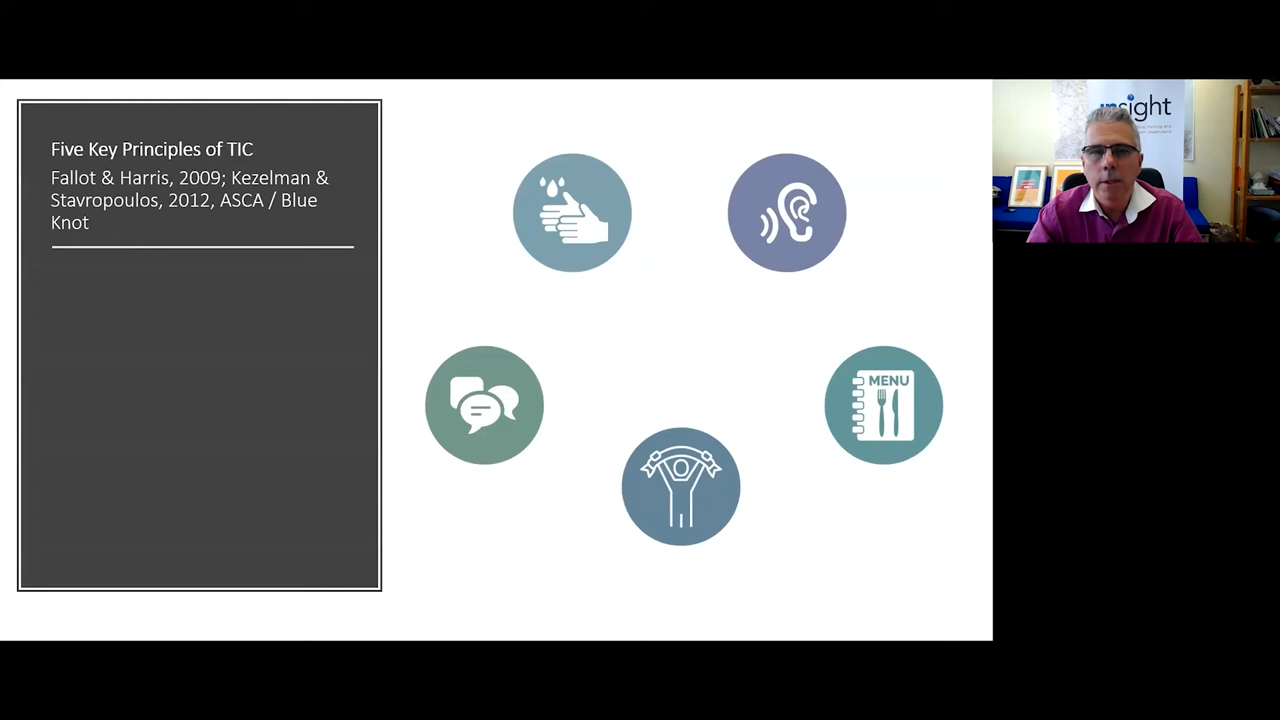 Five Key Principles of TIC
Fallot & Harris, 2009; Kezelman &
Stavropoulos, 2012, ASCA / Blue
Knot
MENU
insight